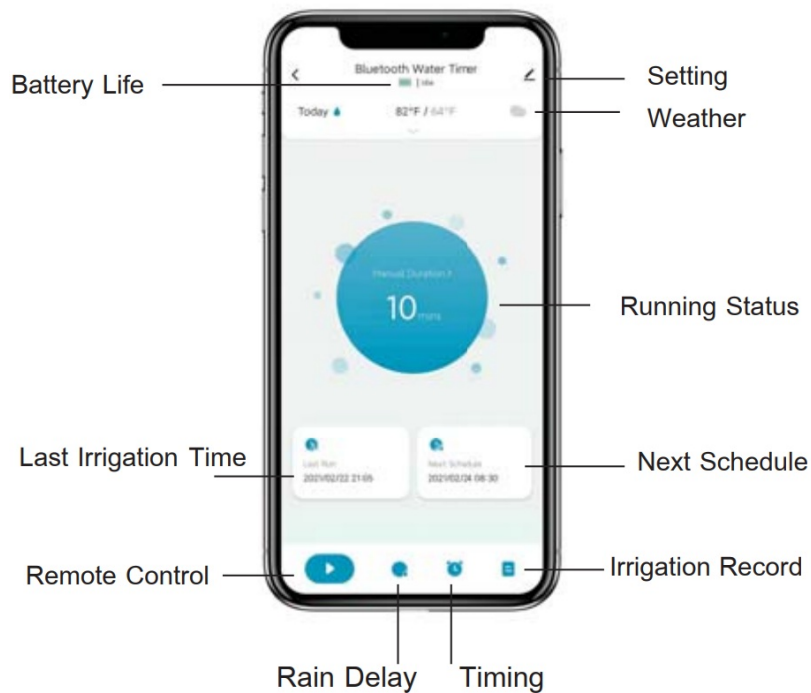 Bluetooth Water Timer
Battery Life
Idle
Setting
Today 82°F / 64°F
Weather
Manual Duration
10 mins
Running Status
Last Irrigation Time
Last Run
2021/02/22 21:05
Next Schedule
2021/02/24 08:30
Next Schedule
Remote Control
Irrigation Record
Rain Delay
Timing